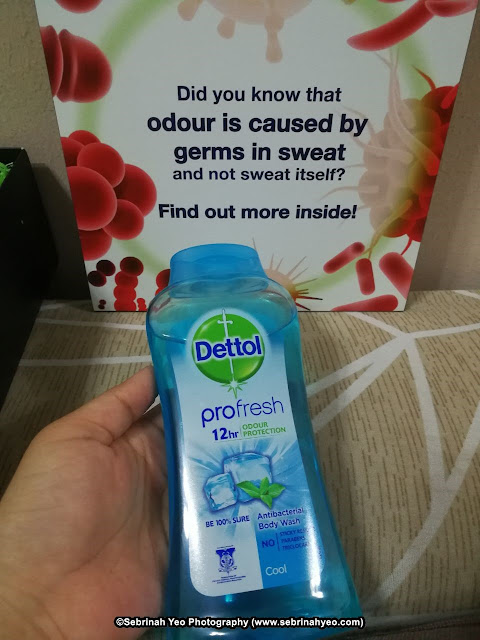 Did you know that
odour is caused by
germs in sweat
and not sweat itself?
Find out more inside!
Dettol
profresh
12hr ODOUR
PROTECTION
BE 100% SURE
Antibacterial
Body Wash
NO
PARABENS
Cool
©Sebrinah Yeo Photography (www.sebrinahyeo.com)